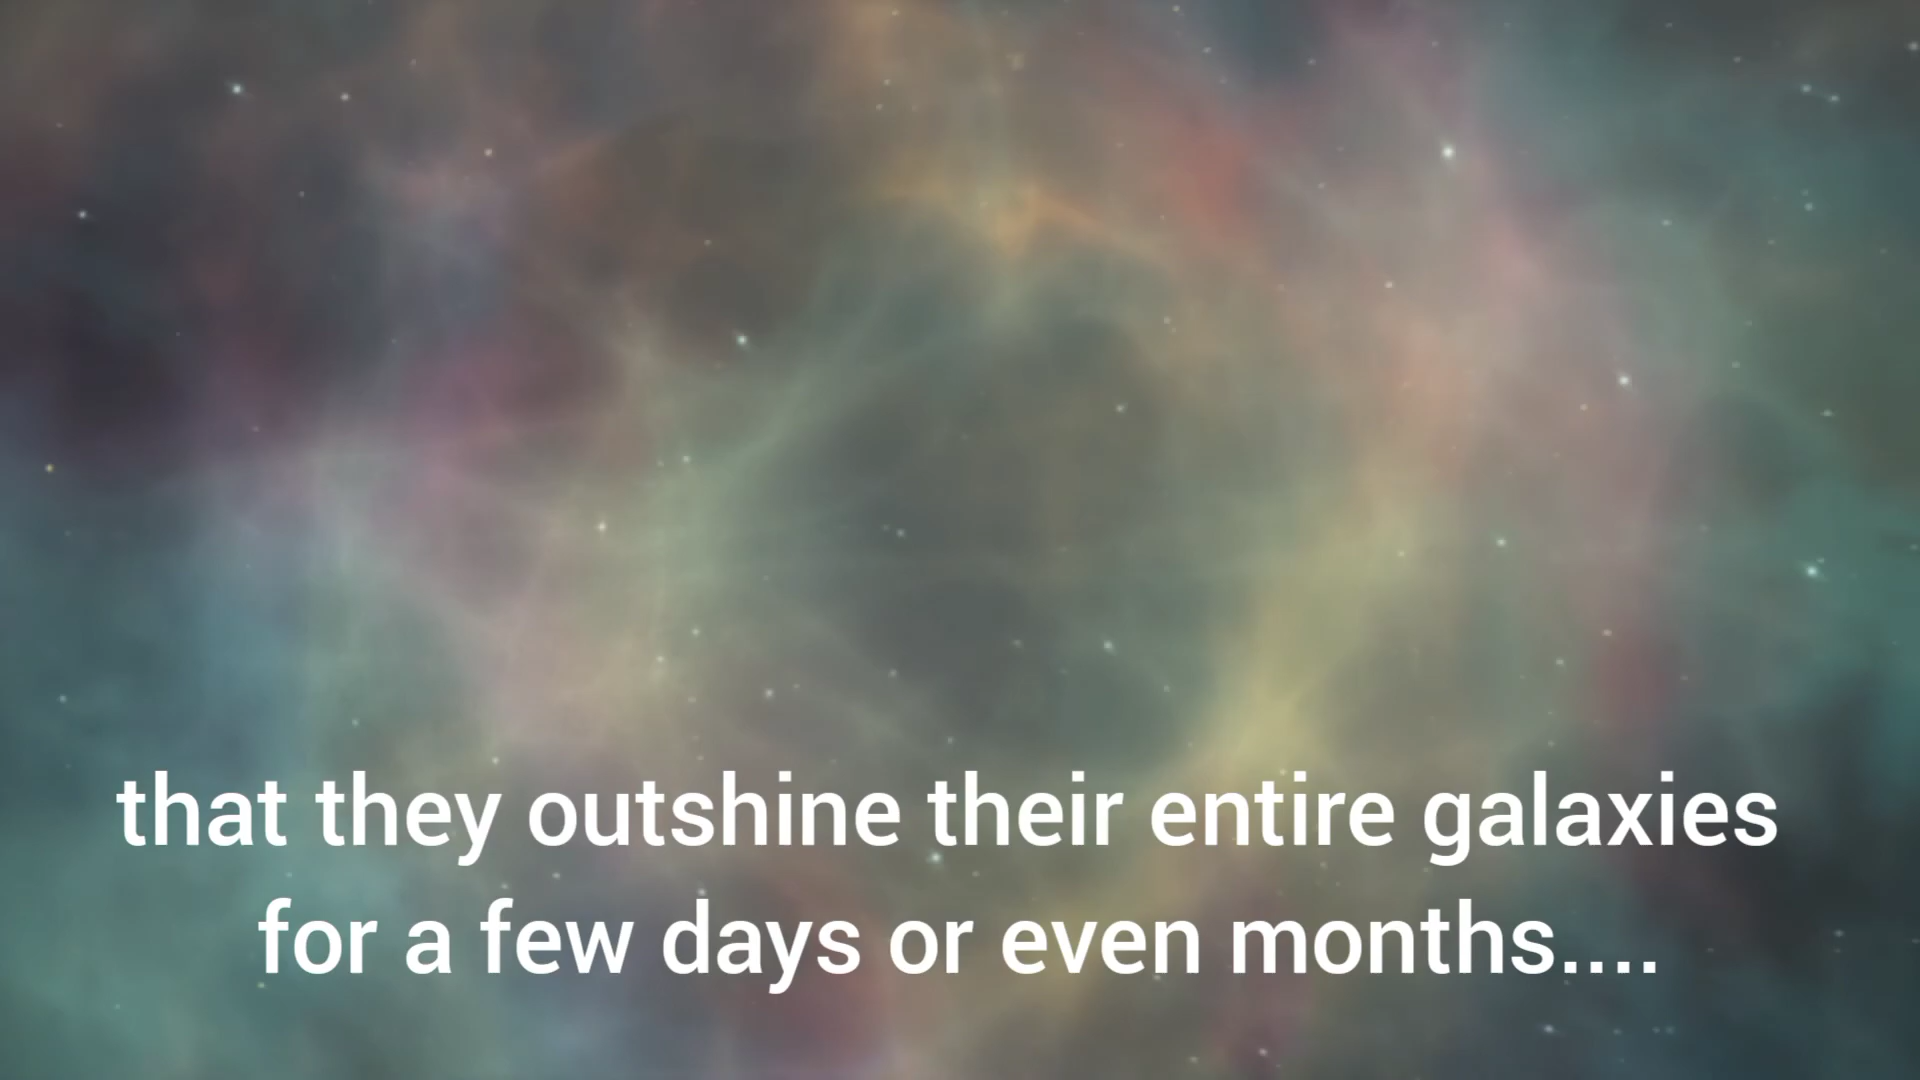 that they outshine their entire galaxies
for a few days or even months....